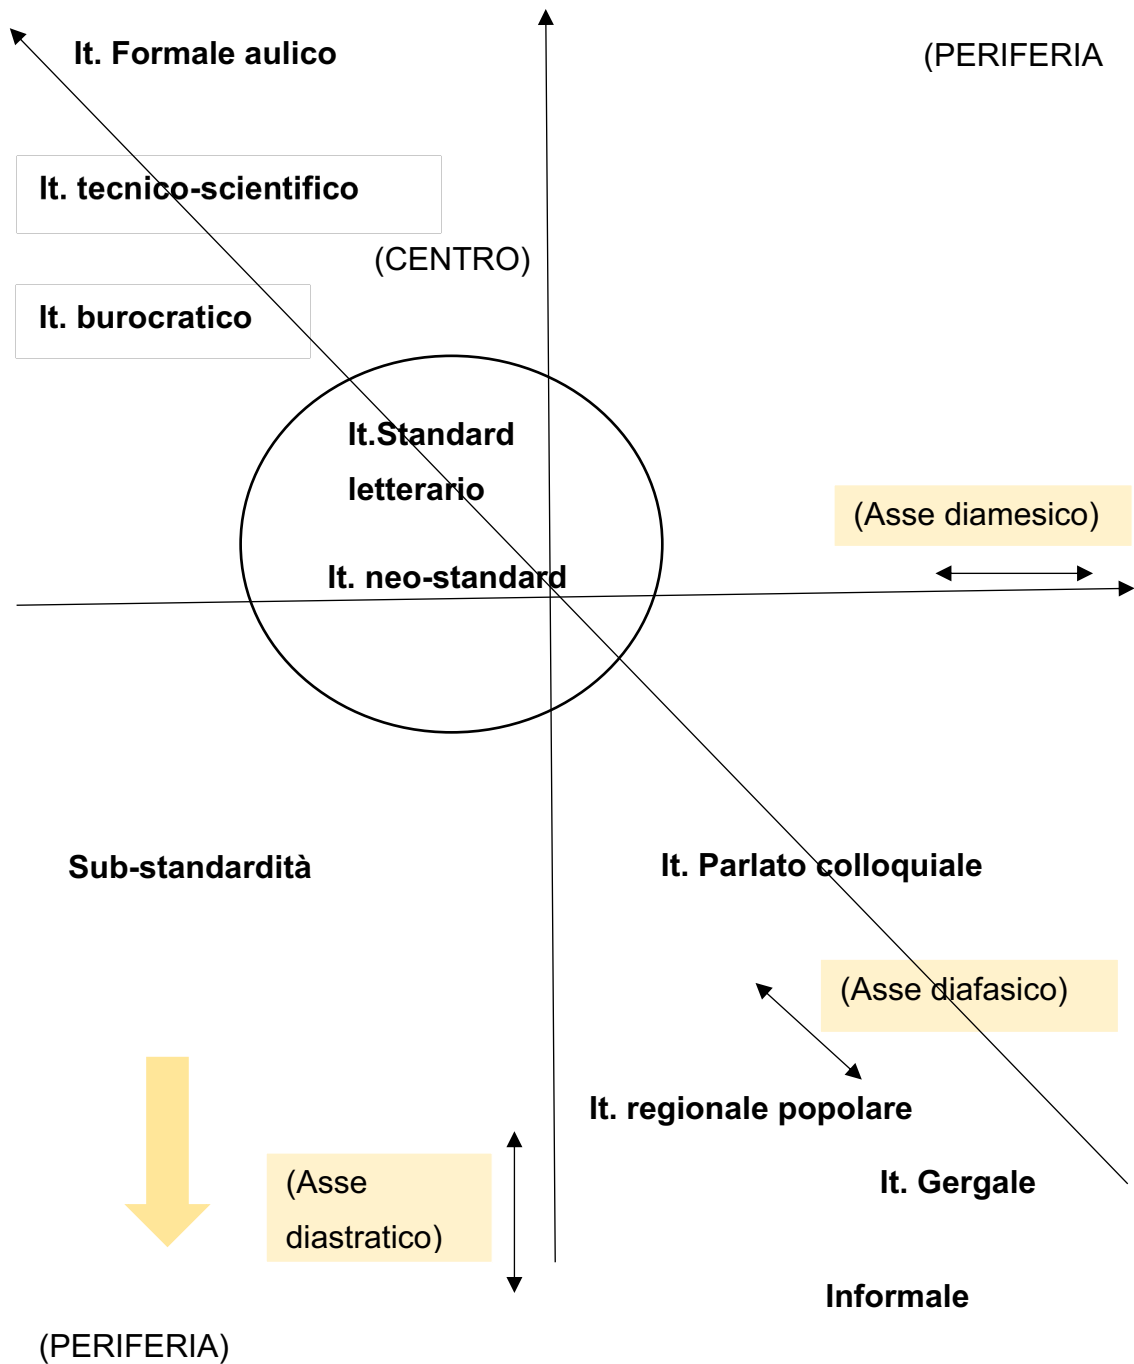 It. Formale aulico
(PERIFERIA
It. tecnico-scientifico
(CENTRO)
It. burocratico
It.Standard
letterario
(Asse diamesico)
It. neo-standard
Sub-standardità
It. Parlato colloquiale
(Asse diafasico)
It. regionale popolare
(Asse
diastratico)
It. Gergale
Informale
(PERIFERIA)